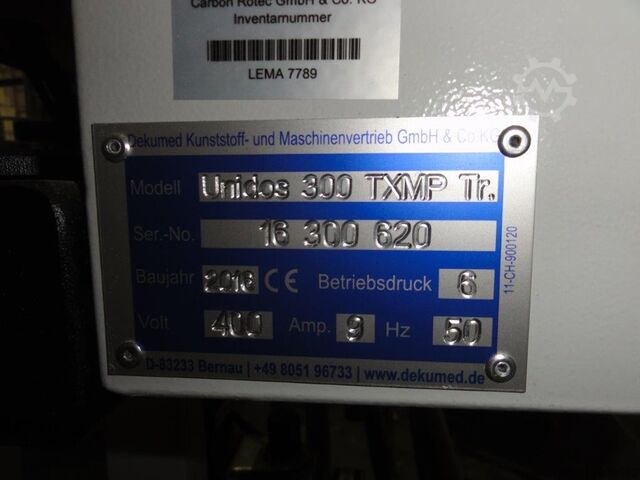 Carbon Rotec GmbH & Co. KG
Inventarnummer
LEMA 7789
Dekumed Kunststoff- und Maschinenvertrieb GmbH & Co.KG
Modell Unidos 300 TXMP Tr.
Ser.-No. 16 300 620
Baujahr 2016 CE Betriebsdruck 6
Volt 400 Amp. 9 Hz 50
D-83233 Bernau | +49 8051 96733 | www.dekumed.de
11-CH-900120